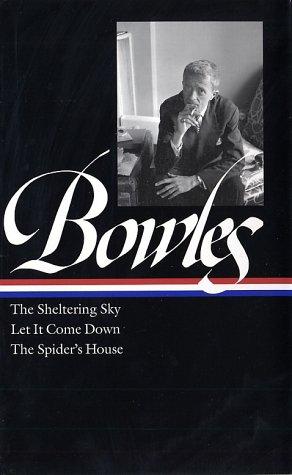 Bowles
The Sheltering Sky
Let It Come Down
The Spider's House